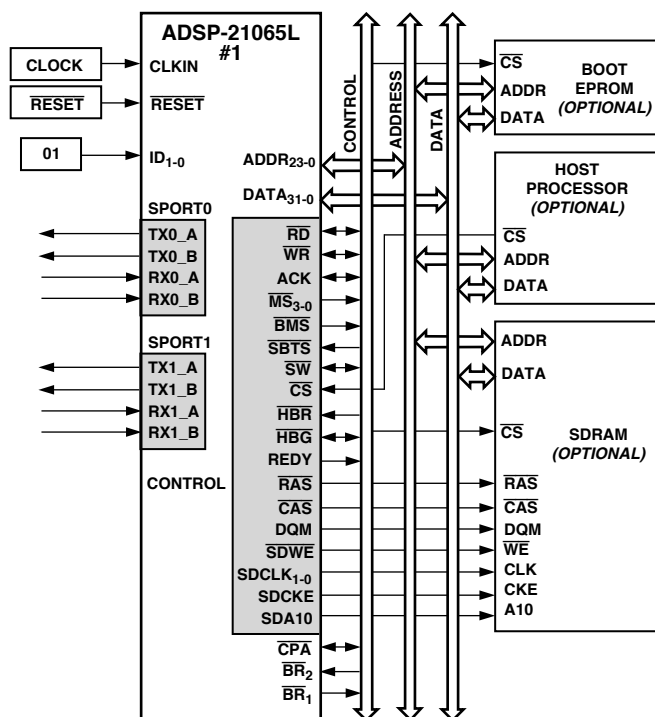 ADSP-21065L
#1
CLOCK
CLKIN
RESET
RESET
01
ID1-0
ADDR23-0
DATA31-0
SPORT0
TX0_A
TX0_B
RX0_A
RX0_B
SPORT1
TX1_A
TX1_B
RX1_A
RX1_B
CONTROL
RD
WR
ACK
MS3-0
BMS
SBTS
SW
CS
HBR
HBG
REDY
RAS
CAS
DQM
SDWE
SDCLK1-0
SDCKE
SDA10
CPA
BR2
BR1
CONTROL
ADDRESS
DATA
CS
BOOT
EPROM
(OPTIONAL)
ADDR
DATA
HOST
PROCESSOR
(OPTIONAL)
CS
ADDR
DATA
ADDR
DATA
CS
SDRAM
(OPTIONAL)
RAS
CAS
DQM
WE
CLK
CKE
A10